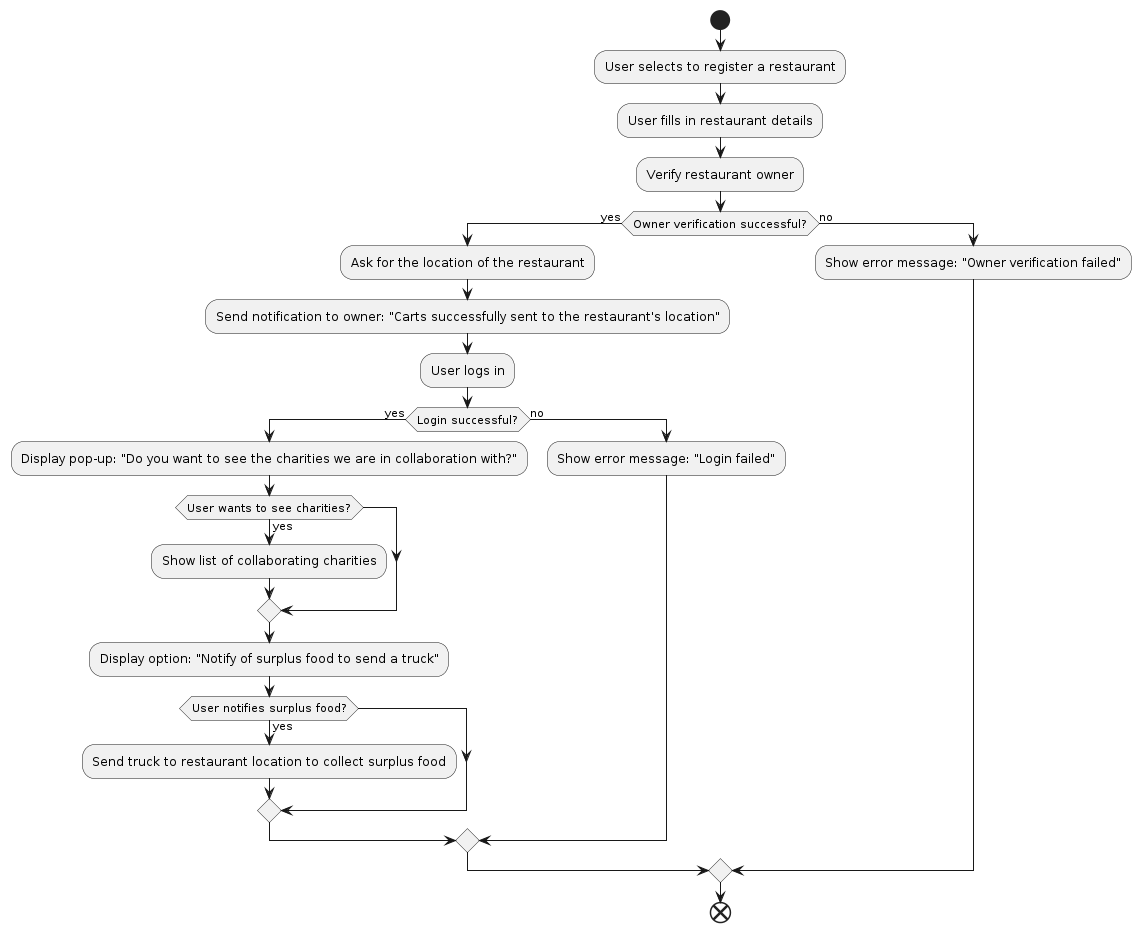 User selects to register a restaurant
User fills in restaurant details
Verify restaurant owner
yes
Owner verification successful?
no
Ask for the location of the restaurant
Show error message: "Owner verification failed"
Send notification to owner: "Carts successfully sent to the restaurant's location"
User logs in
yes
Login successful?
no
Display pop-up: "Do you want to see the charities we are in collaboration with?"
Show error message: "Login failed"
User wants to see charities?
yes
Show list of collaborating charities
Display option: "Notify of surplus food to send a truck"
User notifies surplus food?
yes
Send truck to restaurant location to collect surplus food